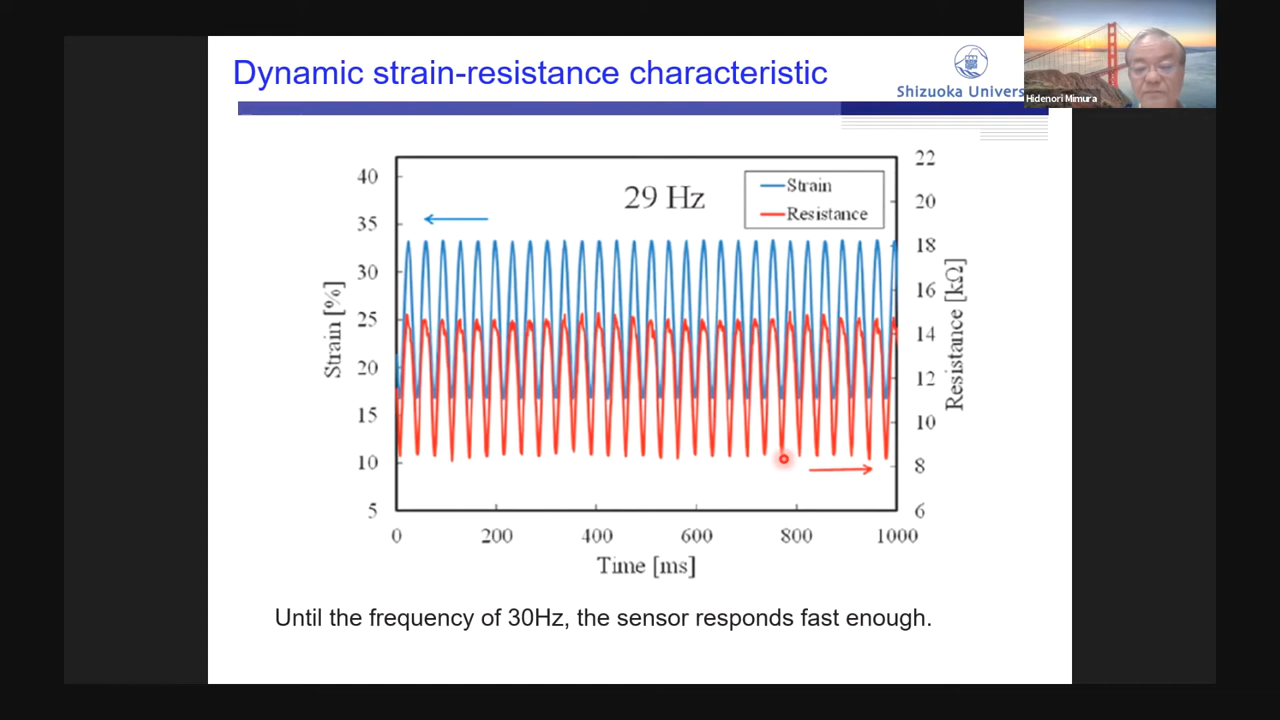 Dynamic strain-resistance characteristic
Shizuoka Univers
Hidenori Mimura
29 Hz
Strain
Resistance
Strain [%]
40
35
30
25
20
15
10
5
Resistance [kΩ]
22
20
18
16
14
12
10
8
6
0 200 400 600 800 1000
Time [ms]
Until the frequency of 30Hz, the sensor responds fast enough.